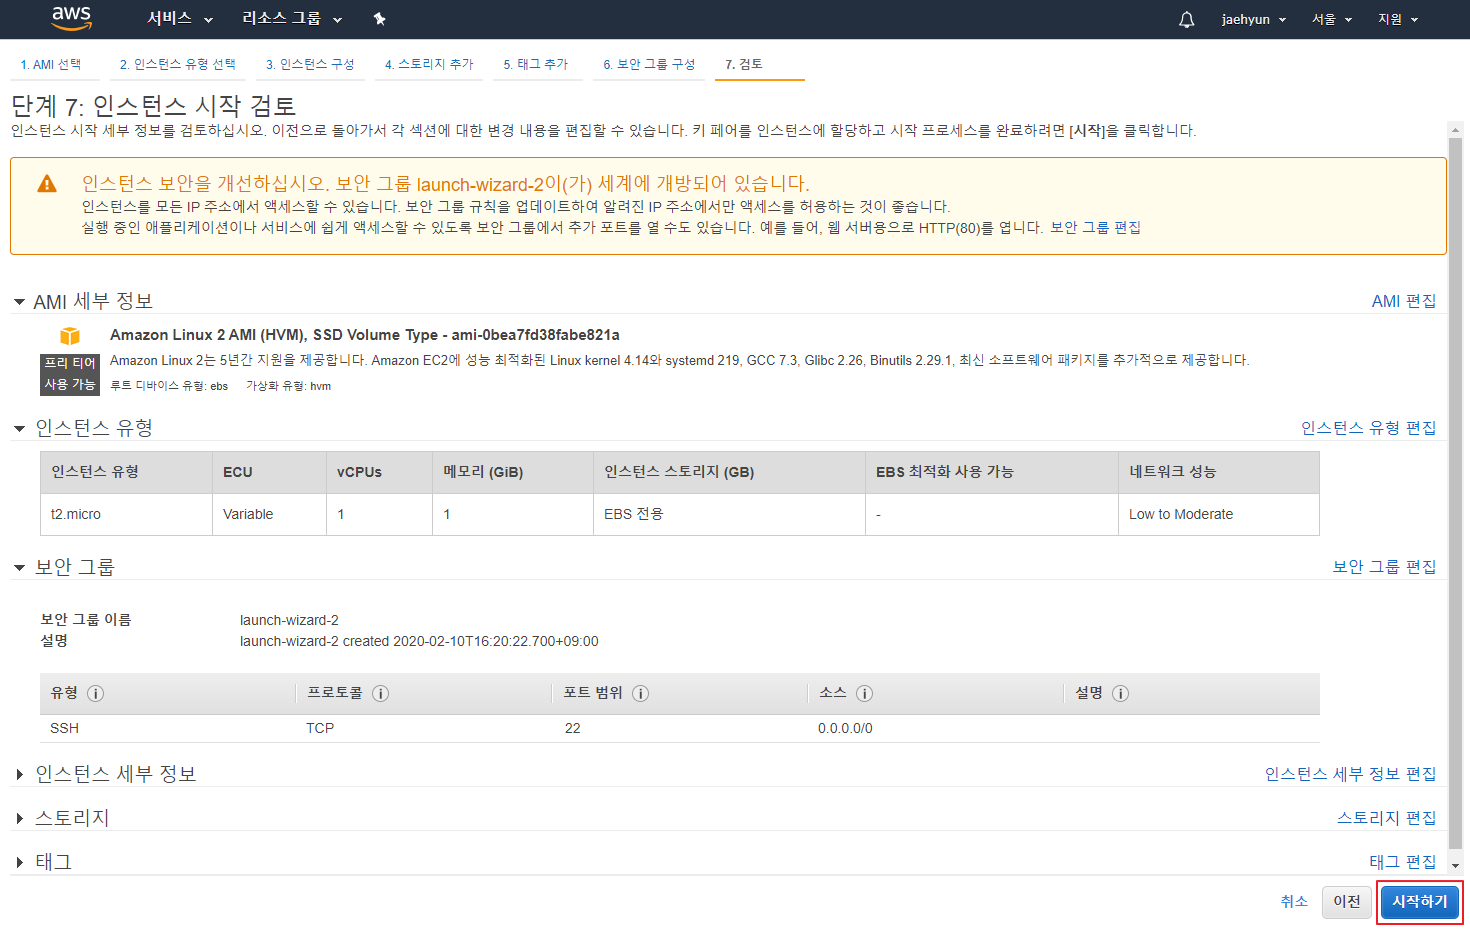 aws 서비스 리소스 그룹 jaehyun 서울 지원
1. AMI 선택 2. 인스턴스 유형 선택 3. 인스턴스 구성 4. 스토리지 추가 5. 태그 추가 6. 보안 그룹 구성 7. 검토
단계 7: 인스턴스 시작 검토
인스턴스 시작 세부 정보를 검토하십시오. 이전으로 돌아가서 각 섹션에 대한 변경 내용을 편집할 수 있습니다. 키 페어를 인스턴스에 할당하고 시작 프로세스를 완료하려면 [시작]을 클릭합니다.
인스턴스 보안을 개선하십시오. 보안 그룹 launch-wizard-2이(가) 세계에 개방되어 있습니다.
인스턴스를 모든 IP 주소에서 액세스할 수 있습니다. 보안 그룹 규칙을 업데이트하여 알려진 IP 주소에서만 액세스를 허용하는 것이 좋습니다.
실행 중인 애플리케이션이나 서비스에 쉽게 액세스할 수 있도록 보안 그룹에서 추가 포트를 열 수도 있습니다. 예를 들어, 웹 서버용으로 HTTP(80)를 엽니다. 보안 그룹 편집
AMI 세부 정보 AMI 편집
Amazon Linux 2 AMI (HVM), SSD Volume Type - ami-0bea7fd38fabe821a
프리 티어 Amazon Linux 2는 5년간 지원을 제공합니다. Amazon EC2에 성능 최적화된 Linux kernel 4.14와 systemd 219, GCC 7.3, Glibc 2.26, Binutils 2.29.1, 최신 소프트웨어 패키지를 추가적으로 제공합니다.
사용 가능 루트 디바이스 유형: ebs 가상화 유형: hvm
인스턴스 유형 인스턴스 유형 편집
인스턴스 유형 ECU vCPUs 메모리 (GiB) 인스턴스 스토리지 (GB) EBS 최적화 사용 가능 네트워크 성능
t2.micro Variable 1 1 EBS 전용 - Low to Moderate
보안 그룹 보안 그룹 편집
보안 그룹 이름 launch-wizard-2
설명 launch-wizard-2 created 2020-02-10T16:20:22.700+09:00
유형 프로토콜 포트 범위 소스 설명
SSH TCP 22 0.0.0.0/0
인스턴스 세부 정보 인스턴스 세부 정보 편집
스토리지 스토리지 편집
태그 태그 편집
취소 이전 시작하기